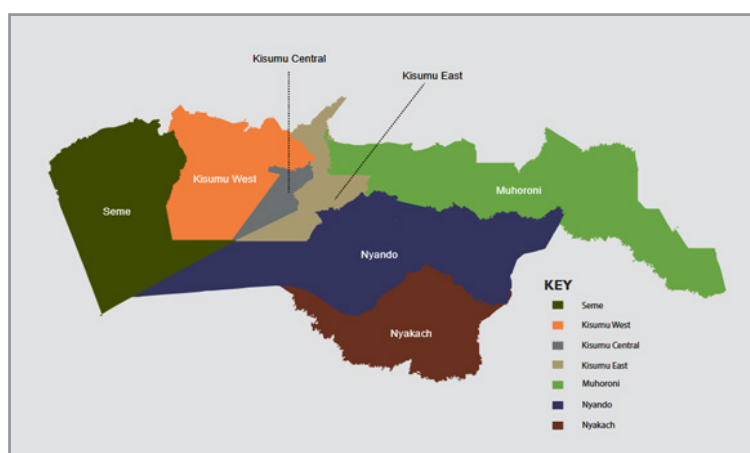 Kisumu Central
Kisumu East
Kisumu West
Muhoroni
Seme
Nyando
Nyakach
KEY
Seme
Kisumu West
Kisumu Central
Kisumu East
Muhoroni
Nyando
Nyakach